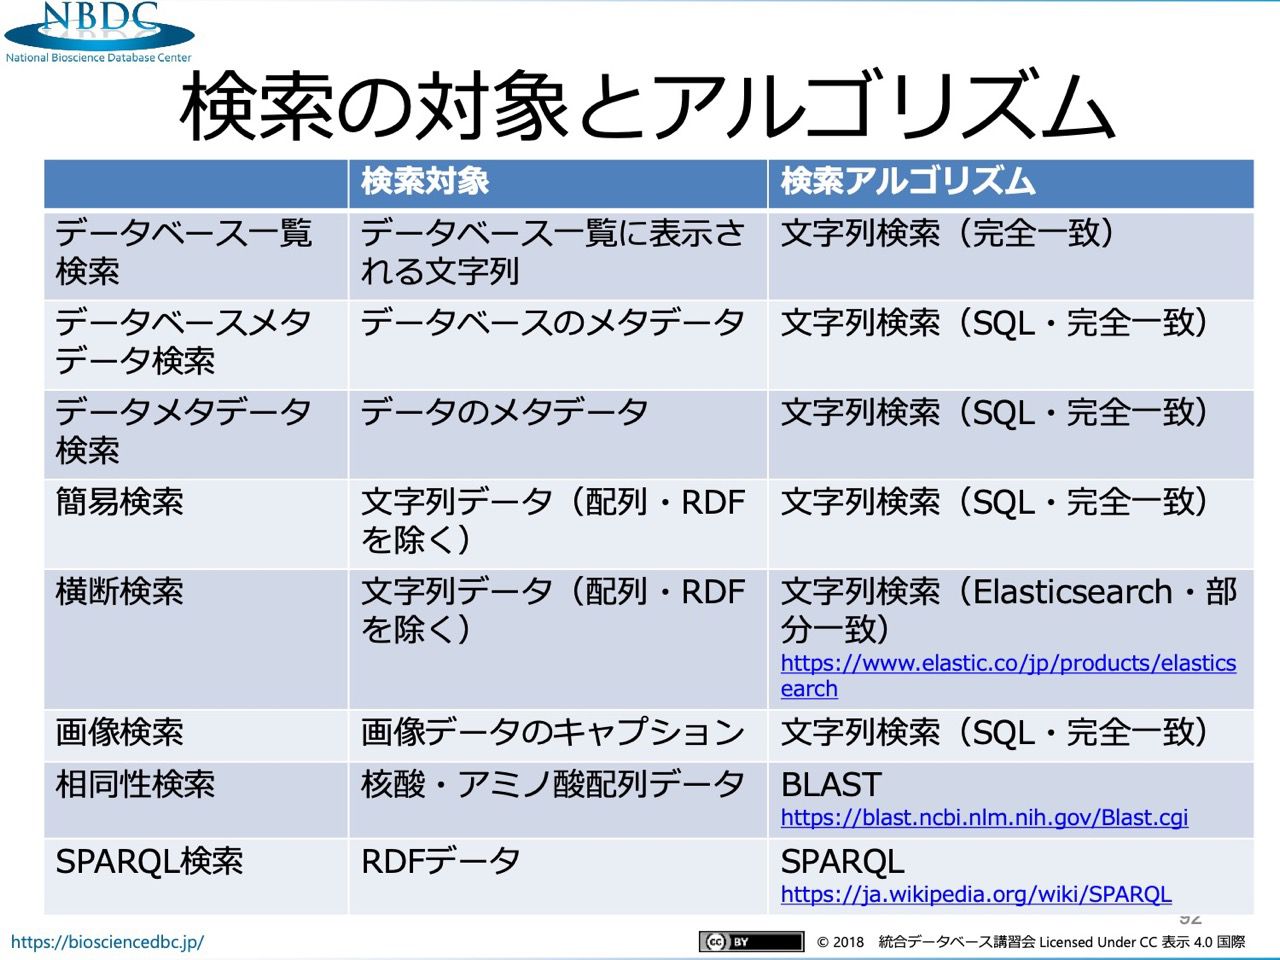 NBDC
National Bioscience Database Center
検索の対象とアルゴリズム
検索対象
検索アルゴリズム
データベース一覧
検索
データベース一覧に表示さ
れる文字列
文字列検索（完全一致）
データベースメタ
データ検索
データベースのメタデータ
文字列検索（SQL・完全一致）
データメタデータ
検索
データのメタデータ
文字列検索（SQL・完全一致）
簡易検索
文字列データ（配列・RDF
を除く）
文字列検索（SQL・完全一致）
横断検索
文字列データ（配列・RDF
を除く）
文字列検索（Elasticsearch・部
分一致）
https://www.elastic.co/jp/products/elastics
earch
画像検索
画像データのキャプション
文字列検索（SQL・完全一致）
相同性検索
核酸・アミノ酸配列データ
BLAST
https://blast.ncbi.nlm.nih.gov/Blast.cgi
SPARQL検索
RDFデータ
SPARQL
https://ja.wikipedia.org/wiki/SPARQL
92
https://biosciencedbc.jp/
cc BY
© 2018 統合データベース講習会 Licensed Under CC 表示 4.0 国際